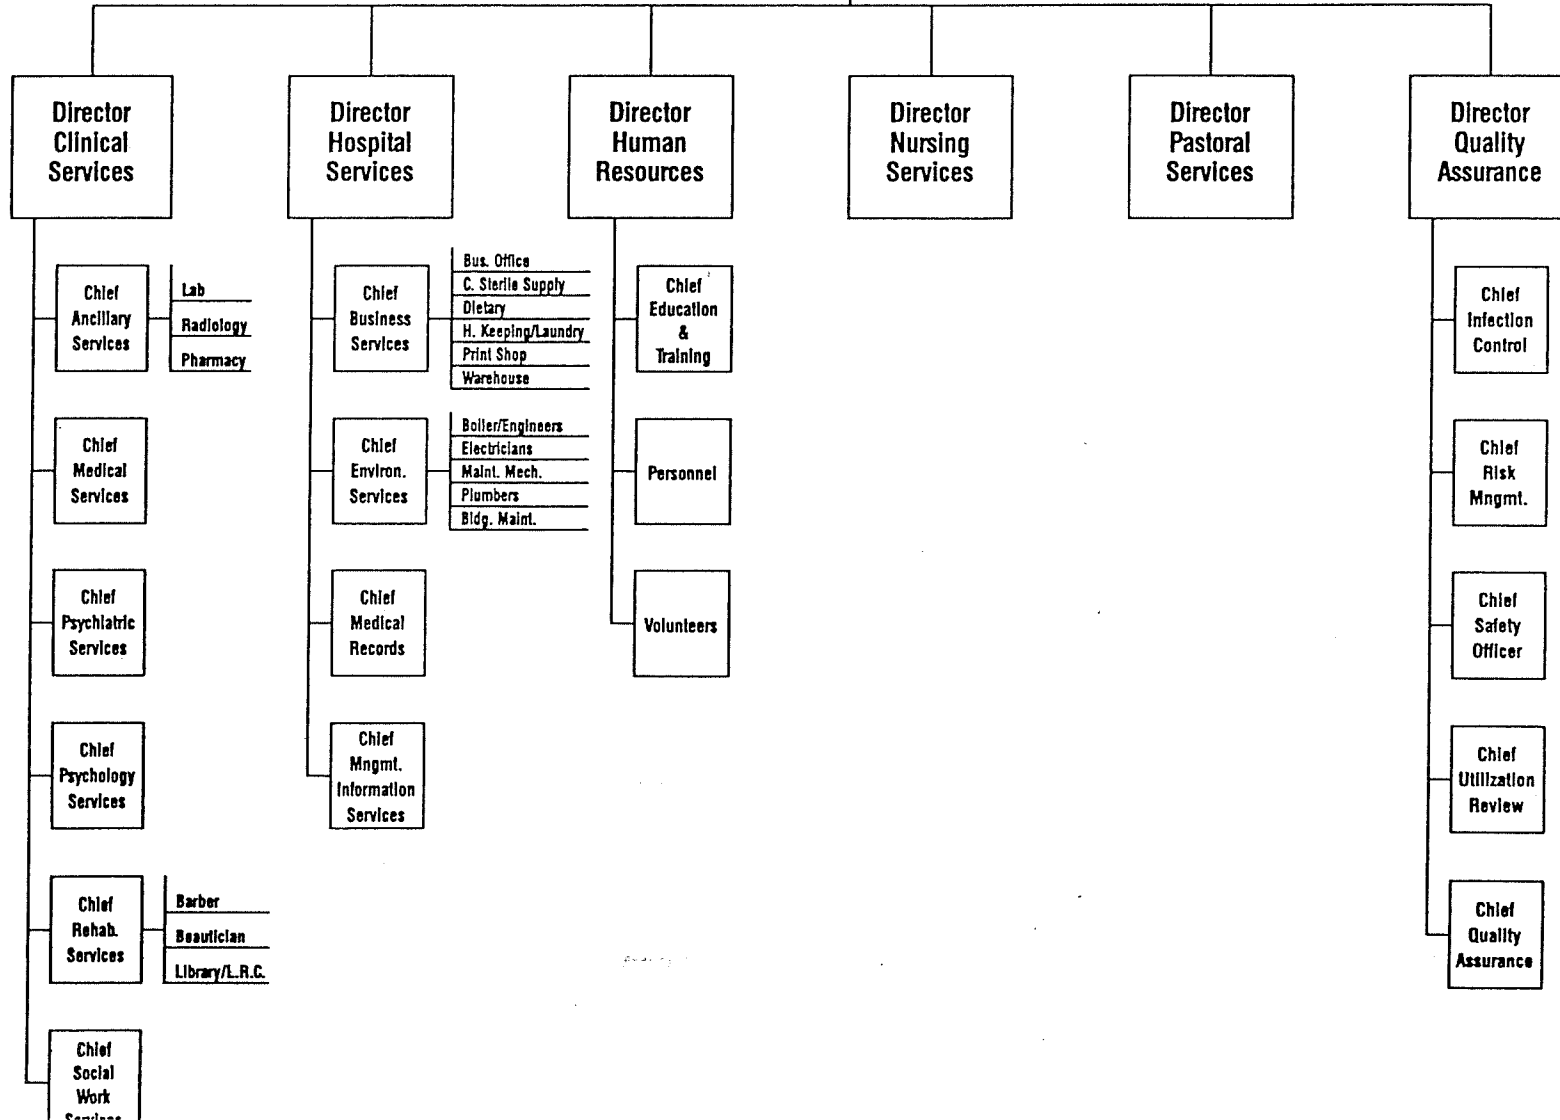 Director
Clinical
Services
Director
Hospital
Services
Director
Human
Resources
Director
Nursing
Services
Director
Pastoral
Services
Director
Quality
Assurance
Chief
Ancillary
Services
Lab
Radiology
Pharmacy
Chief
Medical
Services
Chief
Psychiatric
Services
Chief
Psychology
Services
Chief
Rehab.
Services
Barber
Beautician
Library/L.R.C.
Chief
Social
Work
Services
Chief
Business
Services
Bus. Office
C. Sterile Supply
Dietary
H. Keeping/Laundry
Print Shop
Warehouse
Chief
Environ.
Services
Boiler/Engineers
Electricians
Maint. Mech.
Plumbers
Bldg. Maint.
Chief
Medical
Records
Chief
Mngmt.
Information
Services
Chief
Education
&
Training
Personnel
Volunteers
Chief
Infection
Control
Chief
Risk
Mngmt.
Chief
Safety
Officer
Chief
Utilization
Review
Chief
Quality
Assurance